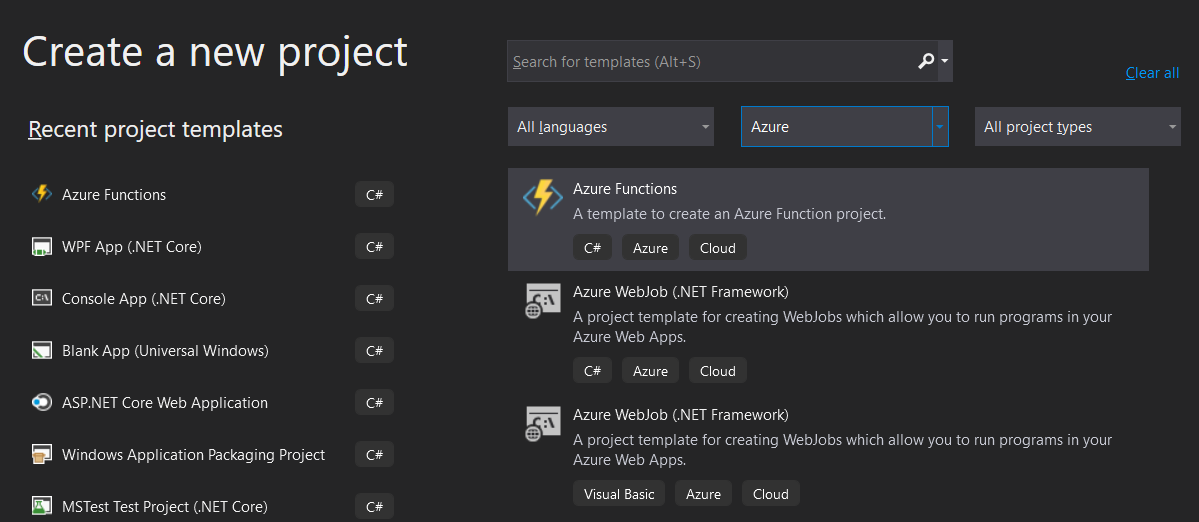 Create a new project
Search for templates (Alt+S)
Clear all
All languages
Azure
All project types
Recent project templates
Azure Functions
C#
WPF App (.NET Core)
C#
Console App (.NET Core)
C#
Blank App (Universal Windows)
C#
ASP.NET Core Web Application
C#
Windows Application Packaging Project
C#
MSTest Test Project (.NET Core)
C#
Azure Functions
A template to create an Azure Function project.
C# Azure Cloud
C:\
Azure WebJob (.NET Framework)
A project template for creating WebJobs which allow you to run programs in your
Azure Web Apps.
C# Azure Cloud
C:\
Azure WebJob (.NET Framework)
A project template for creating WebJobs which allow you to run programs in your
Azure Web Apps.
Visual Basic Azure Cloud